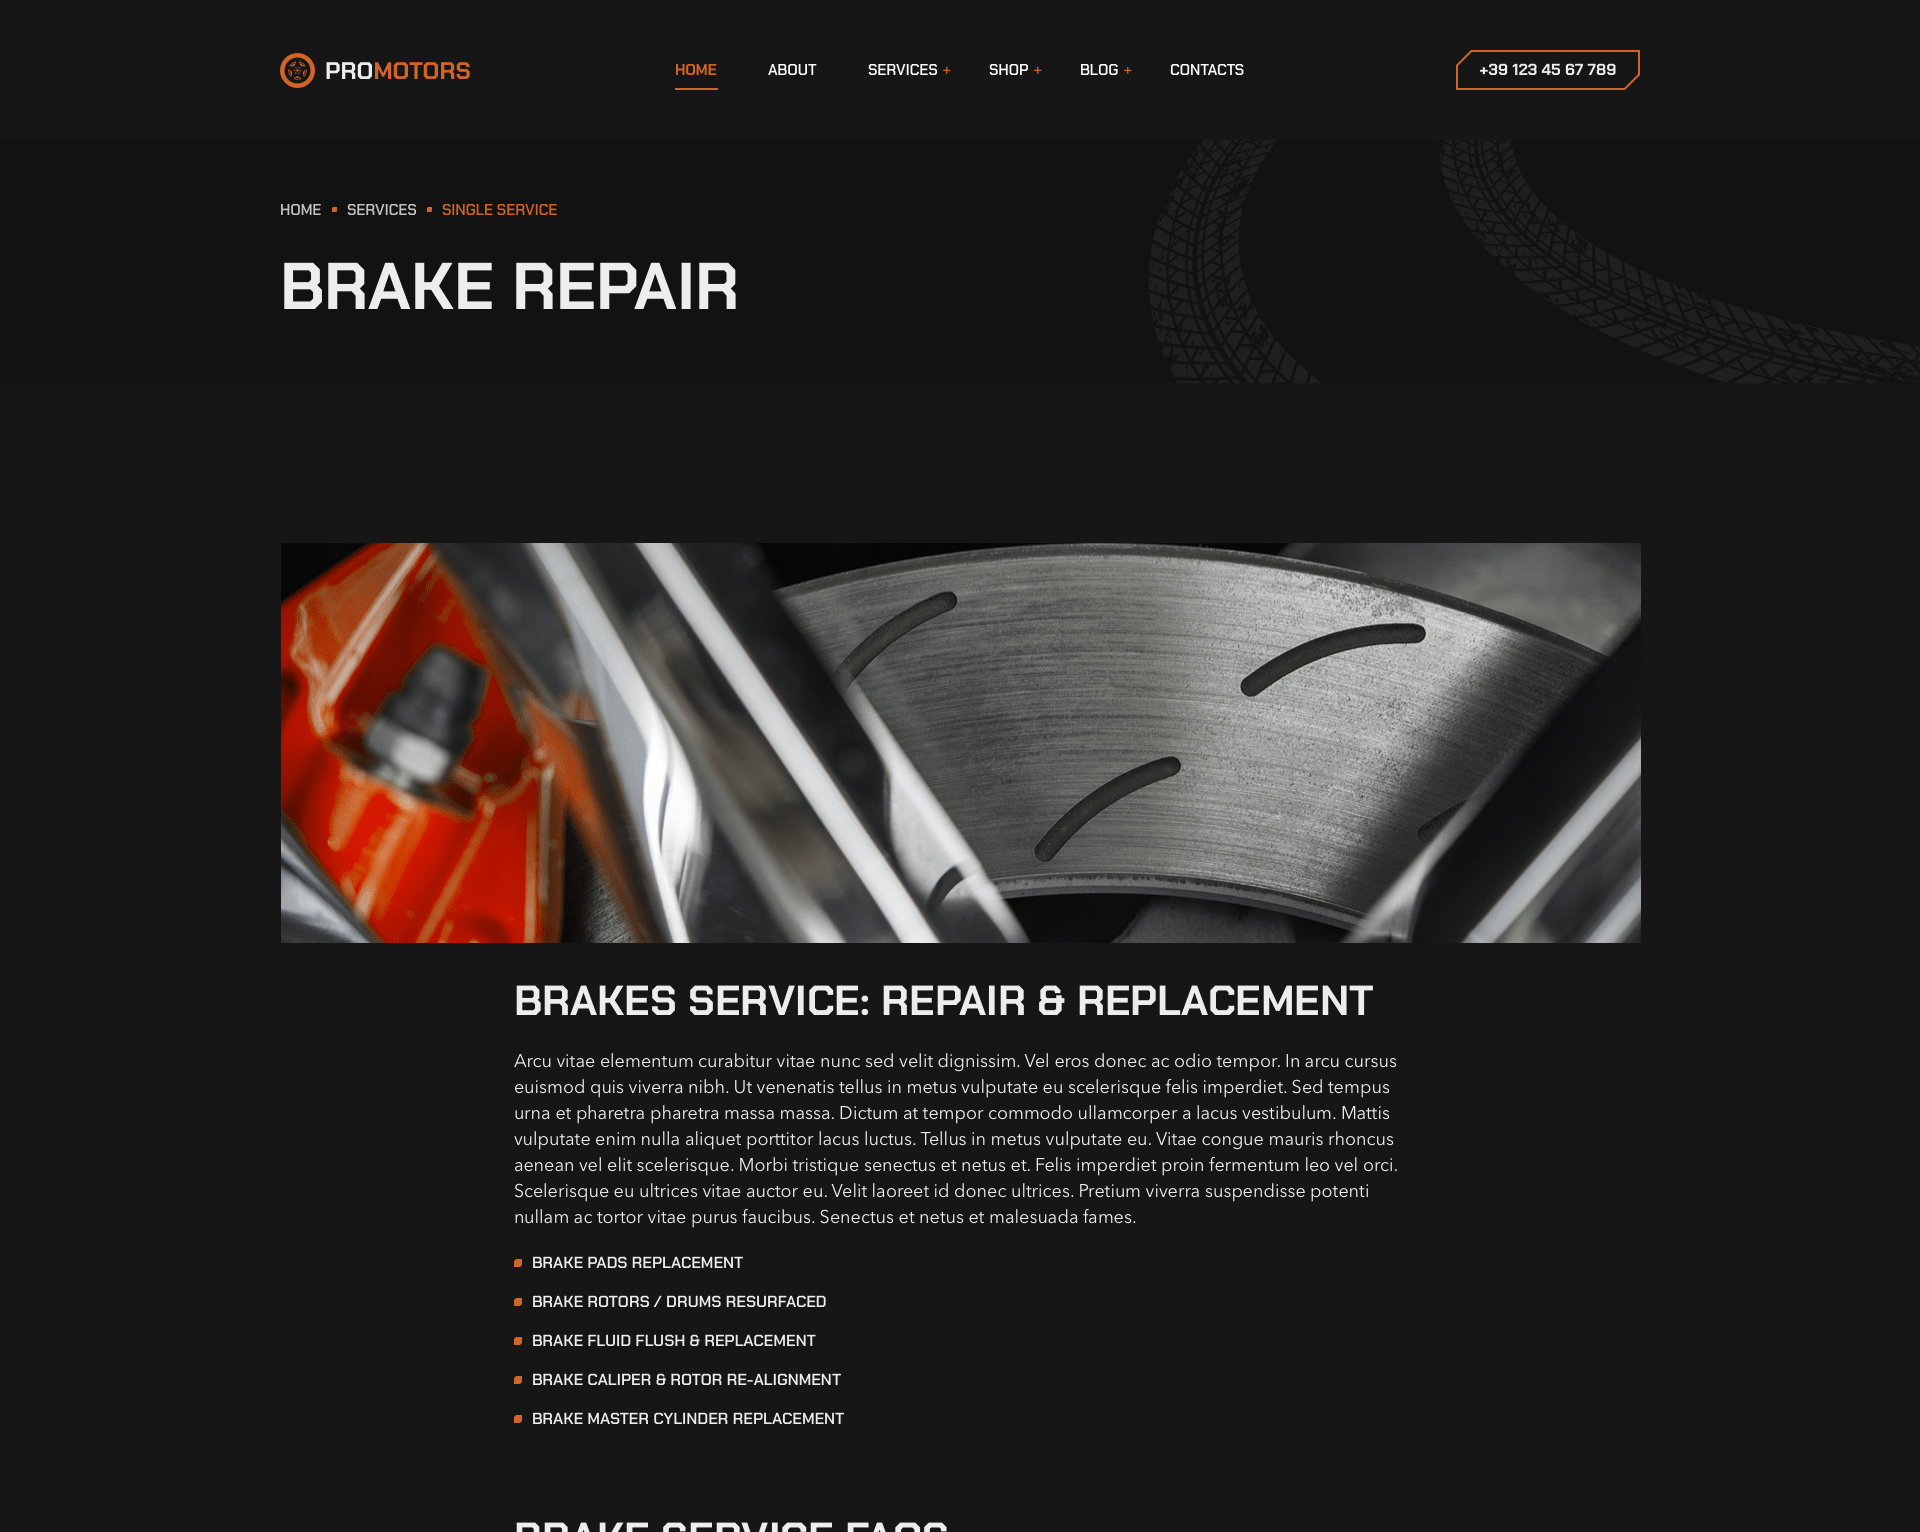 PROMOTORS
HOME ABOUT SERVICES + SHOP + BLOG + CONTACTS
+39 123 45 67 789
HOME SERVICES SINGLE SERVICE
BRAKE REPAIR
BRAKES SERVICE: REPAIR & REPLACEMENT
Arcu vitae elementum curabitur vitae nunc sed velit dignissim. Vel eros donec ac odio tempor. In arcu cursus
euismod quis viverra nibh. Ut venenatis tellus in metus vulputate eu scelerisque felis imperdiet. Sed tempus
urna et pharetra pharetra massa massa. Dictum at tempor commodo ullamcorper a lacus vestibulum. Mattis
vulputate enim nulla aliquet porttitor lacus luctus. Tellus in metus vulputate eu. Vitae congue mauris rhoncus
aenean vel elit scelerisque. Morbi tristique senectus et netus et. Felis imperdiet proin fermentum leo vel orci.
Scelerisque eu ultrices vitae auctor eu. Velit laoreet id donec ultrices. Pretium viverra suspendisse potenti
nullam ac tortor vitae purus faucibus. Senectus et netus et malesuada fames.
BRAKE PADS REPLACEMENT
BRAKE ROTORS / DRUMS RESURFACED
BRAKE FLUID FLUSH & REPLACEMENT
BRAKE CALIPER & ROTOR RE-ALIGNMENT
BRAKE MASTER CYLINDER REPLACEMENT
BRAKE SERVICE FAQS